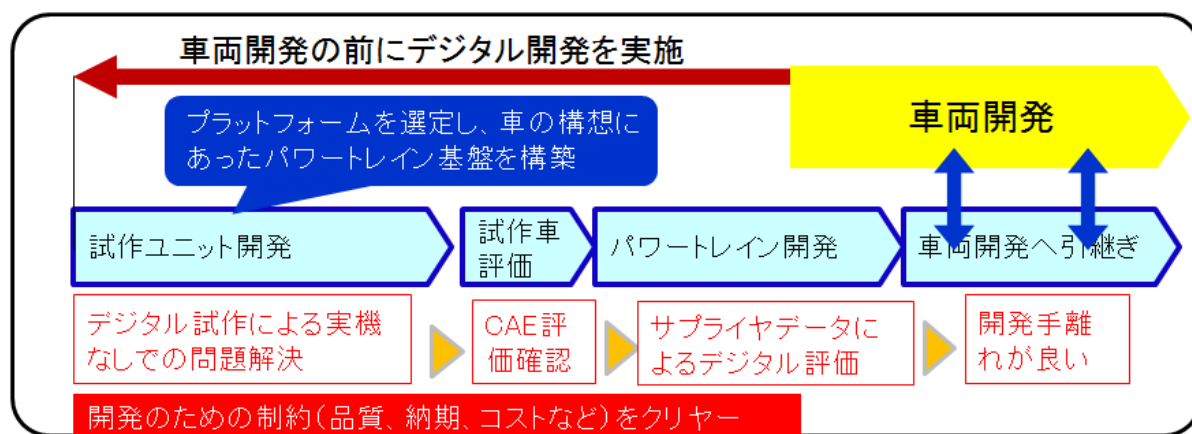 車両開発の前にデジタル開発を実施
プラットフォームを選定し、車の構想に
あったパワートレイン基盤を構築
車両開発
試作ユニット開発
試作車
評価
パワートレイン開発
車両開発へ引継ぎ
デジタル試作による実機
なしでの問題解決
CAE評
価確認
サプライヤデータに
よるデジタル評価
開発手離
れが良い
開発のための制約(品質、納期、コストなど)をクリヤー